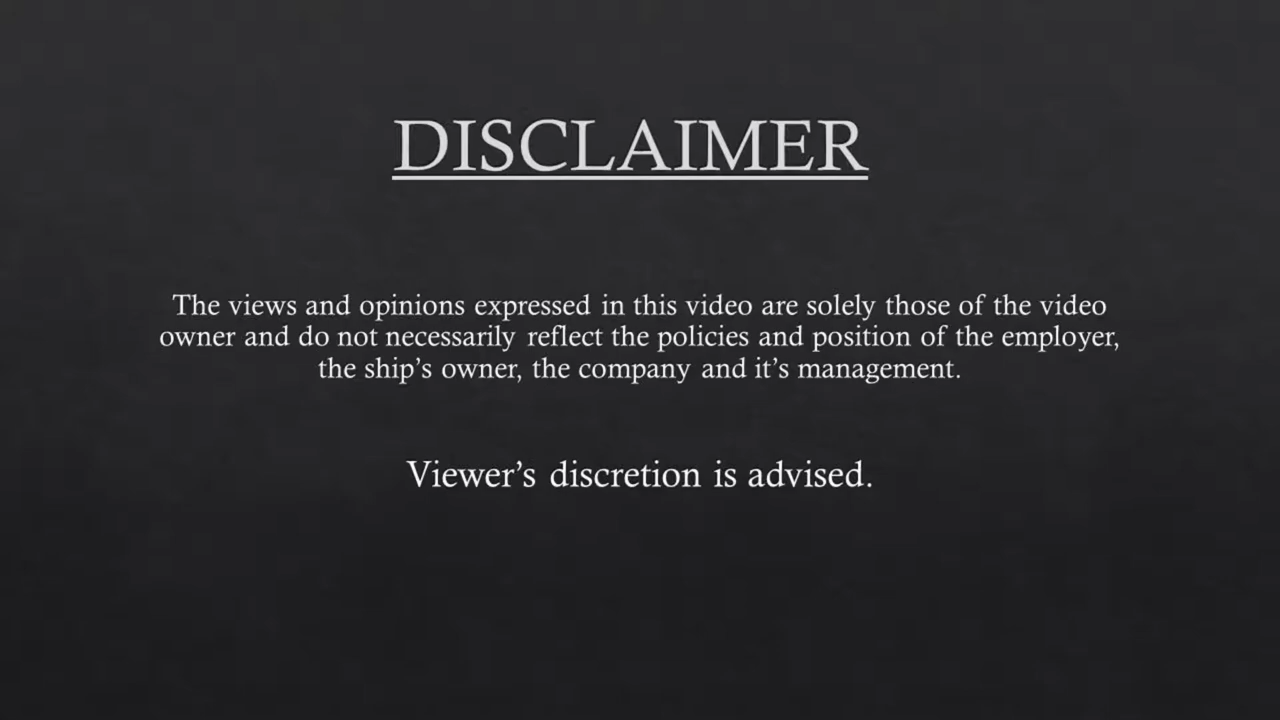 DISCLAIMER
The views and opinions expressed in this video are solely those of the video
owner and do not necessarily reflect the policies and position of the employer,
the ship’s owner, the company and it’s management.
Viewer’s discretion is advised.